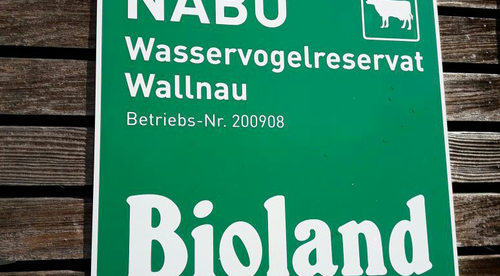 NABU
Wasservogelreservat
Wallnau
Betriebs-Nr. 200908
Bioland